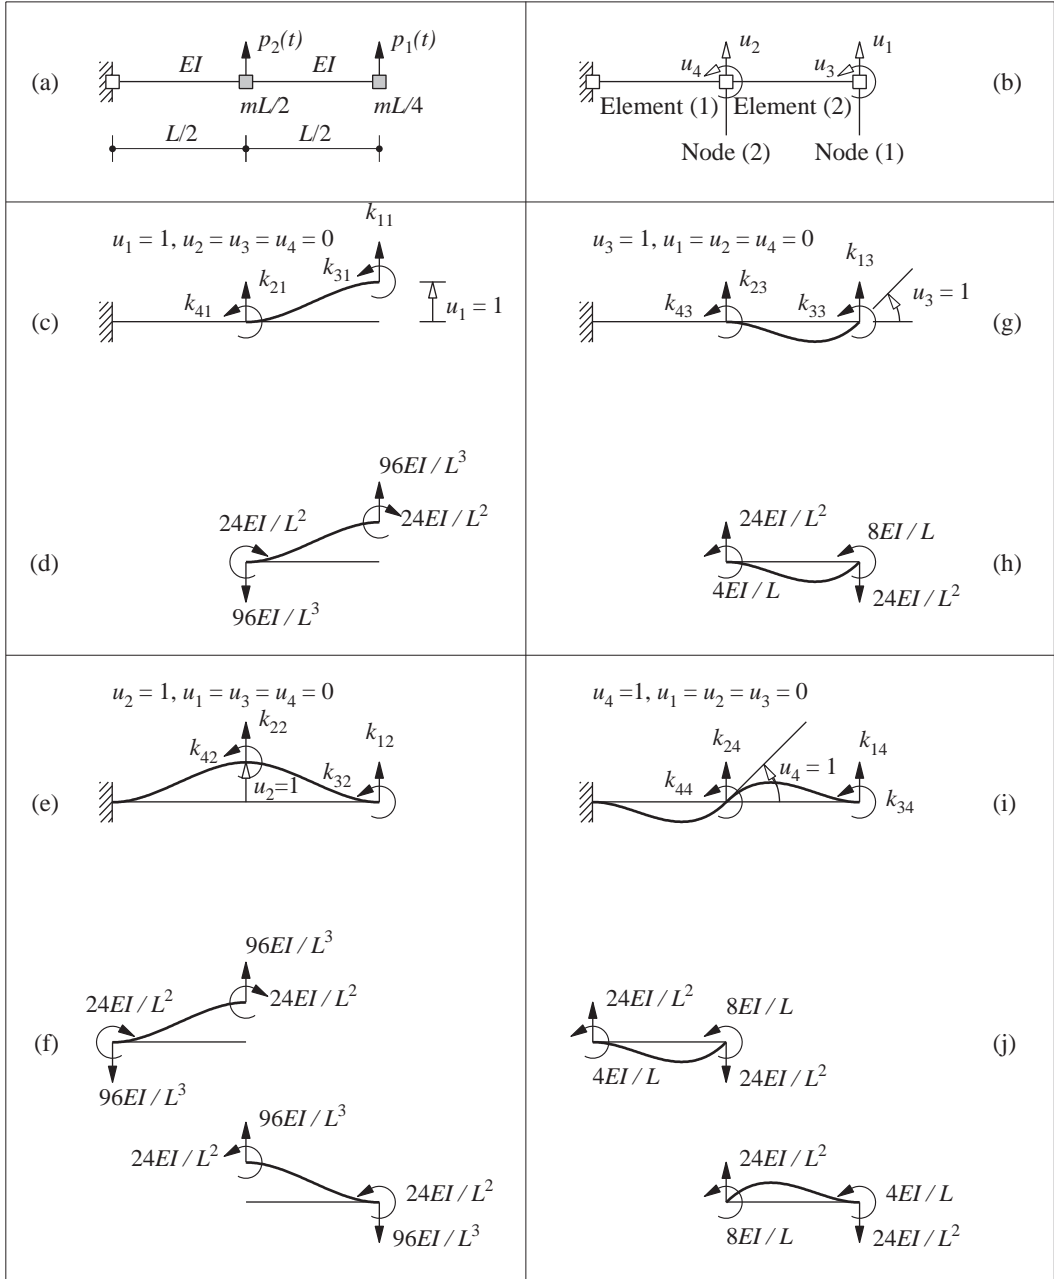 (a)
p₂(t) p₁(t)
EI EI
mL/2 mL/4
L/2 L/2
(b)
u₂ u₁
u₄ u₃
Element (1) Element (2)
Node (2) Node (1)
(c)
u₁ = 1, u₂ = u₃ = u₄ = 0
k₁₁
k₃₁
k₂₁
k₄₁
u₁ = 1
(g)
u₃ = 1, u₁ = u₂ = u₄ = 0
k₁₃
k₂₃
k₄₃ k₃₃
u₃ = 1
(d)
96EI / L³
24EI / L² 24EI / L²
96EI / L³
(h)
24EI / L² 8EI / L
4EI / L 24EI / L²
(e)
u₂ = 1, u₁ = u₃ = u₄ = 0
k₂₂
k₁₂
k₄₂
k₃₂
u₂=1
(i)
u₄ =1, u₁ = u₂ = u₃ = 0
k₂₄ k₁₄
u₄ = 1
k₄₄
k₃₄
(f)
96EI / L³
24EI / L² 24EI / L²
96EI / L³
96EI / L³
24EI / L²
24EI / L²
96EI / L³
(j)
24EI / L² 8EI / L
4EI / L 24EI / L²
24EI / L²
4EI / L
8EI / L 24EI / L²